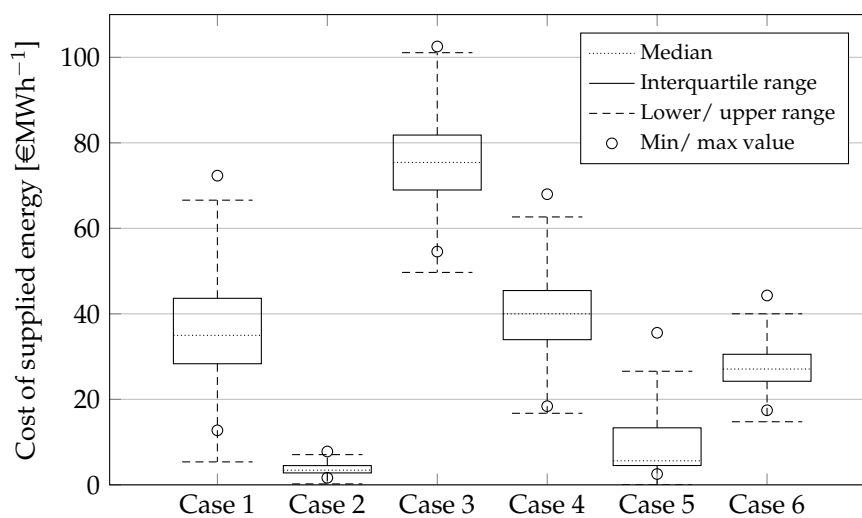 Cost of supplied energy [€MWh⁻¹]
100
80
60
40
20
0
Median
Interquartile range
Lower/ upper range
Min/ max value
Case 1 Case 2 Case 3 Case 4 Case 5 Case 6